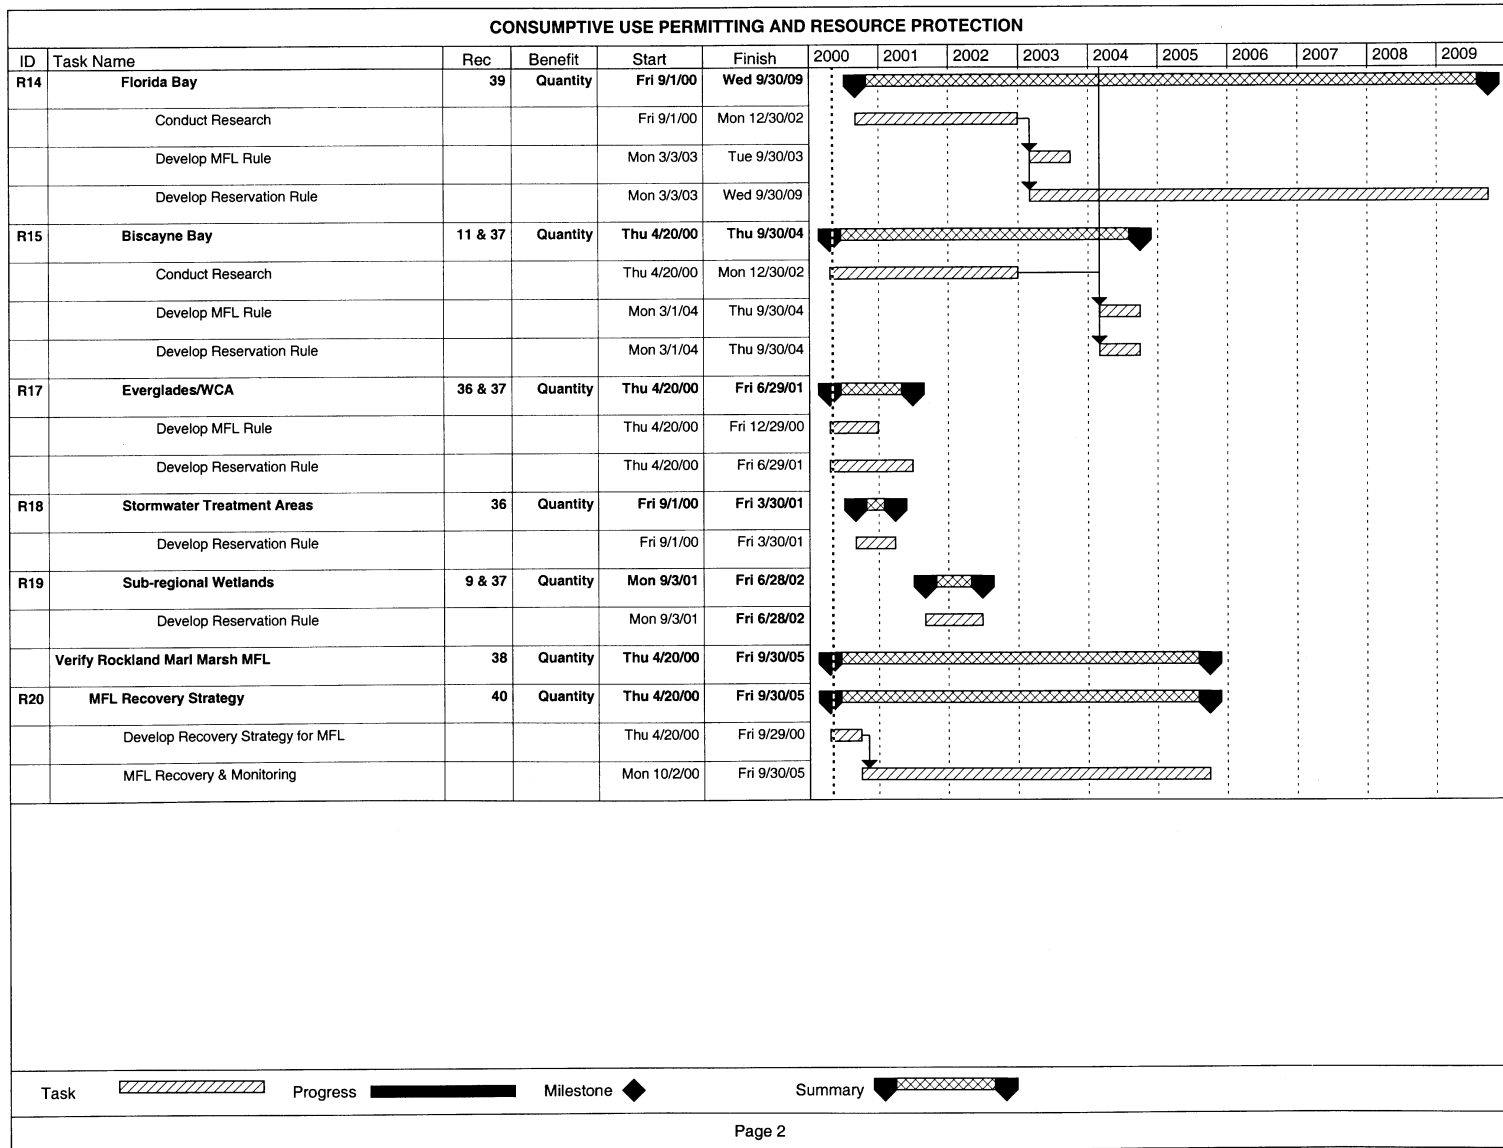 CONSUMPTIVE USE PERMITTING AND RESOURCE PROTECTION
ID Task Name Rec Benefit Start Finish 2000 2001 2002 2003 2004 2005 2006 2007 2008 2009
R14 Florida Bay 39 Quantity Fri 9/1/00 Wed 9/30/09
Conduct Research Fri 9/1/00 Mon 12/30/02
Develop MFL Rule Mon 3/3/03 Tue 9/30/03
Develop Reservation Rule Mon 3/3/03 Wed 9/30/09
R15 Biscayne Bay 11 & 37 Quantity Thu 4/20/00 Thu 9/30/04
Conduct Research Thu 4/20/00 Mon 12/30/02
Develop MFL Rule Mon 3/1/04 Thu 9/30/04
Develop Reservation Rule Mon 3/1/04 Thu 9/30/04
R17 Everglades/WCA 36 & 37 Quantity Thu 4/20/00 Fri 6/29/01
Develop MFL Rule Thu 4/20/00 Fri 12/29/00
Develop Reservation Rule Thu 4/20/00 Fri 6/29/01
R18 Stormwater Treatment Areas 36 Quantity Fri 9/1/00 Fri 3/30/01
Develop Reservation Rule Fri 9/1/00 Fri 3/30/01
R19 Sub-regional Wetlands 9 & 37 Quantity Mon 9/3/01 Fri 6/28/02
Develop Reservation Rule Mon 9/3/01 Fri 6/28/02
Verify Rockland Marl Marsh MFL 38 Quantity Thu 4/20/00 Fri 9/30/05
R20 MFL Recovery Strategy 40 Quantity Thu 4/20/00 Fri 9/30/05
Develop Recovery Strategy for MFL Thu 4/20/00 Fri 9/29/00
MFL Recovery & Monitoring Mon 10/2/00 Fri 9/30/05
Task Progress Milestone Summary
Page 2